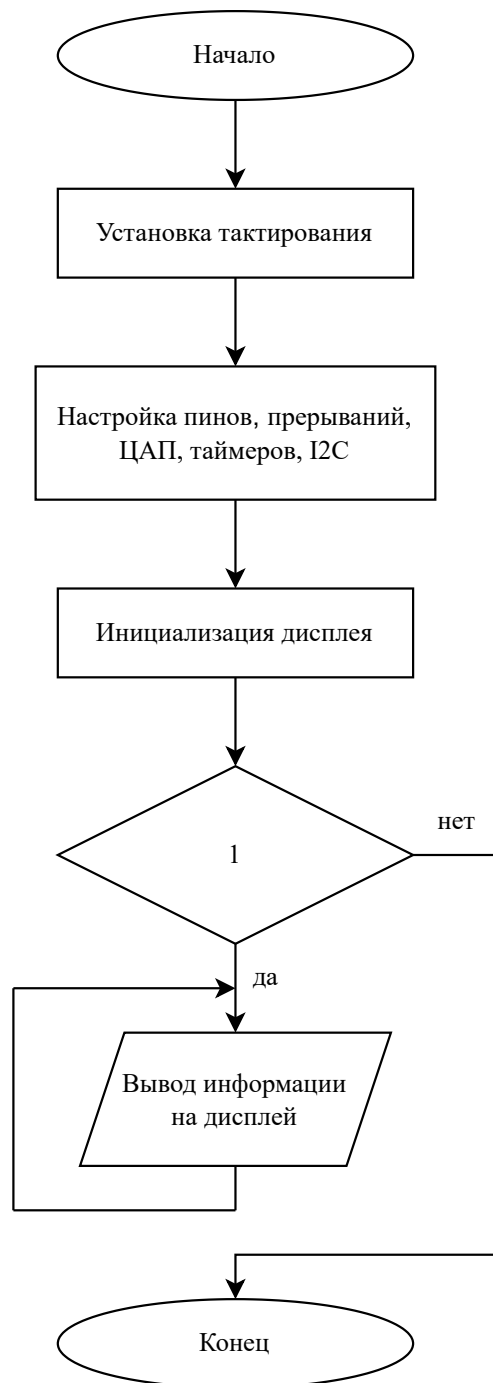 Начало
Установка тактирования
Настройка пинов, прерываний,
ЦАП, таймеров, I2C
Инициализация дисплея
1
нет
да
Вывод информации
на дисплей
Конец